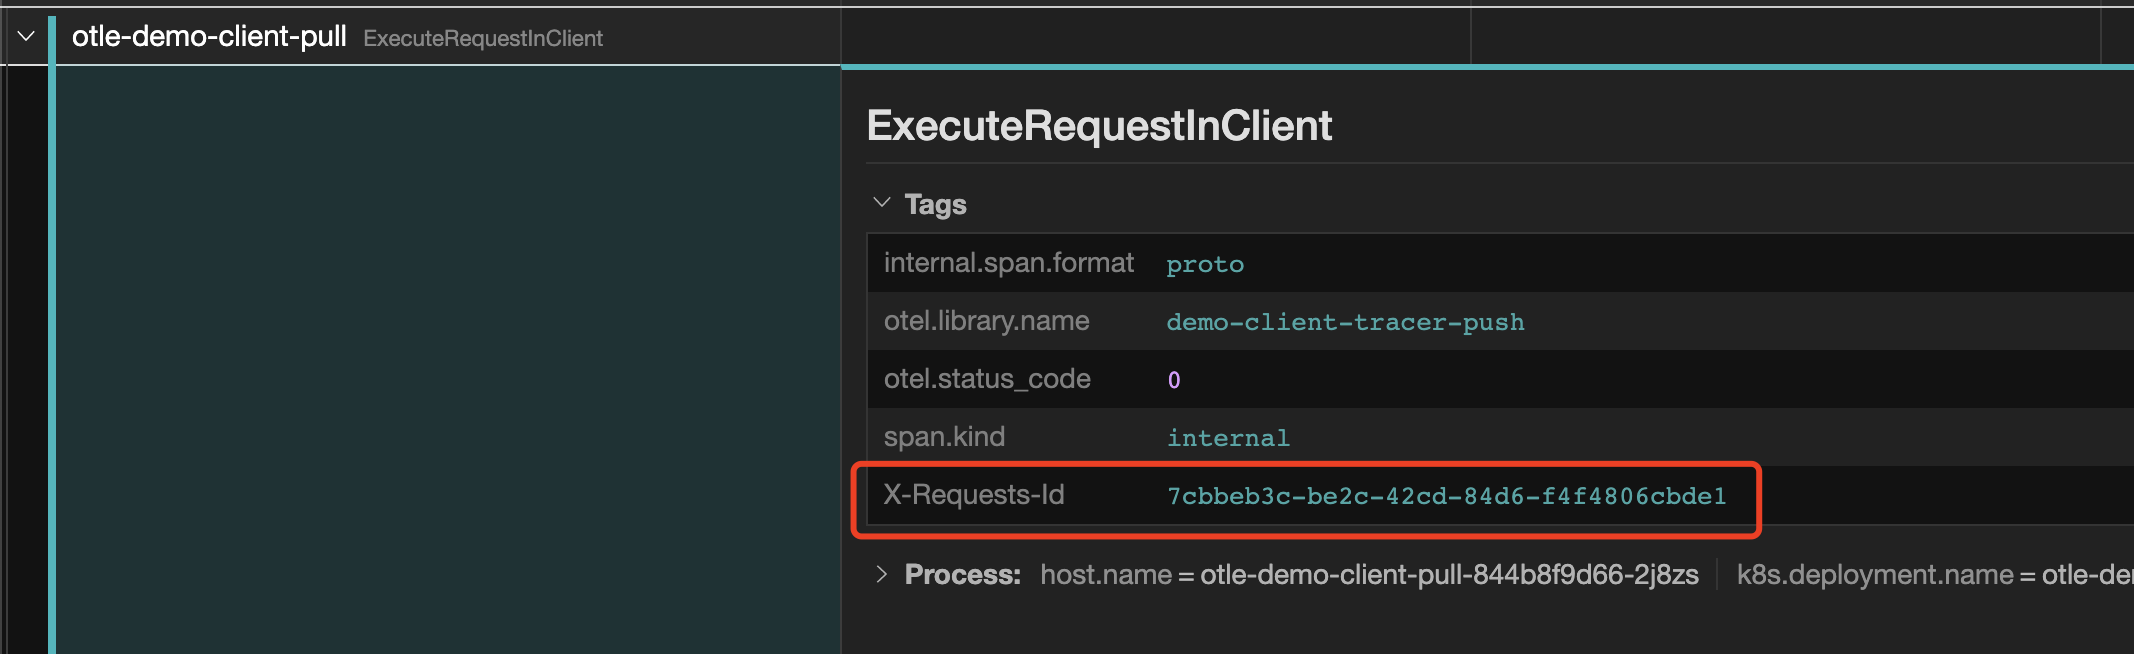 otle-demo-client-pull ExecuteRequestInClient
ExecuteRequestInClient
Tags
internal.span.format proto
otel.library.name demo-client-tracer-push
otel.status_code 0
span.kind internal
X-Requests-Id 7cbbeb3c-be2c-42cd-84d6-f4f4806cbde1
Process: host.name = otle-demo-client-pull-844b8f9d66-2j8zs k8s.deployment.name = otle-de